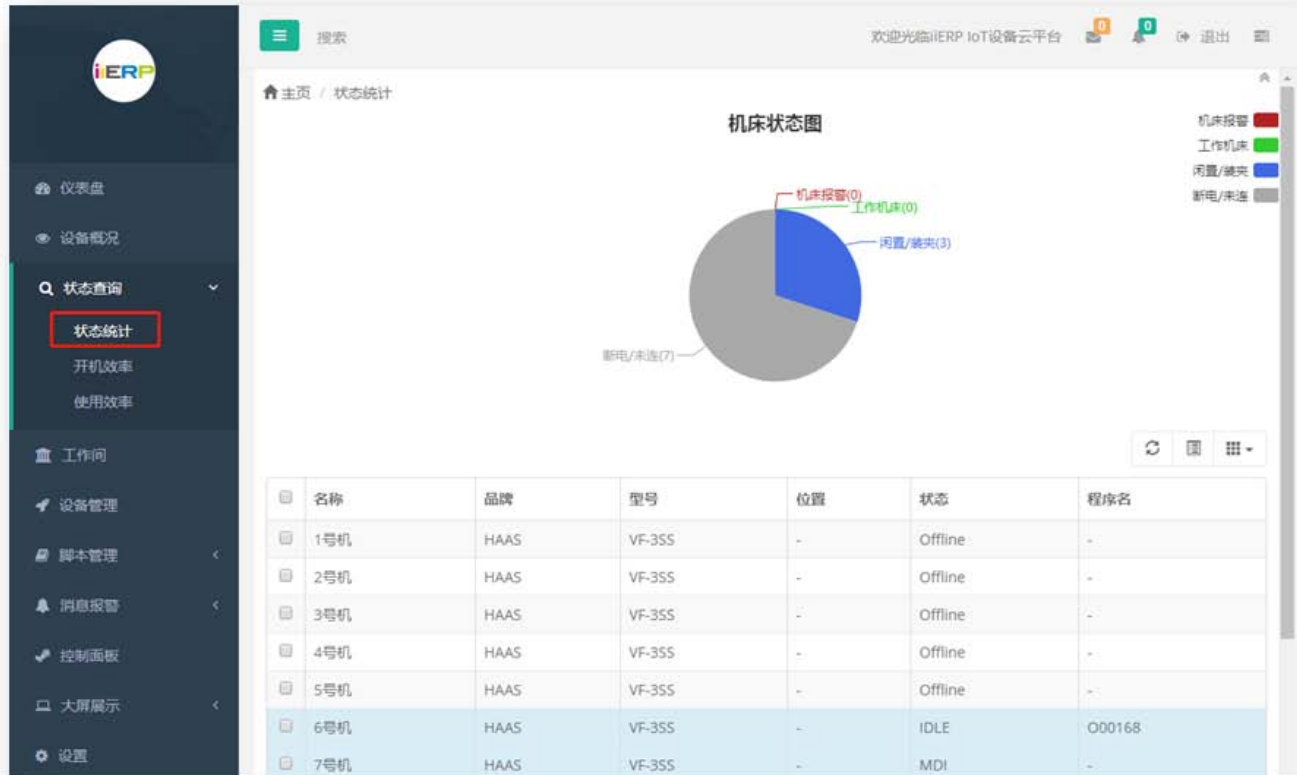 iiERP
搜索
欢迎光临iiERP IoT设备云平台
0
0
退出
主页 / 状态统计
机床状态图
机床报警
工作机床
闲置/装夹
断电/未连
机床报警(0)
工作机床(0)
闲置/装夹(3)
断电/未连(7)
仪表盘
设备概况
状态查询
状态统计
开机效率
使用效率
工作间
设备管理
脚本管理
消息报警
控制面板
大屏展示
设置
名称 品牌 型号 位置 状态 程序名
1号机 HAAS VF-3SS - Offline -
2号机 HAAS VF-3SS - Offline -
3号机 HAAS VF-3SS - Offline -
4号机 HAAS VF-3SS - Offline -
5号机 HAAS VF-3SS - Offline -
6号机 HAAS VF-3SS - IDLE O00168
7号机 HAAS VF-3SS - MDI -